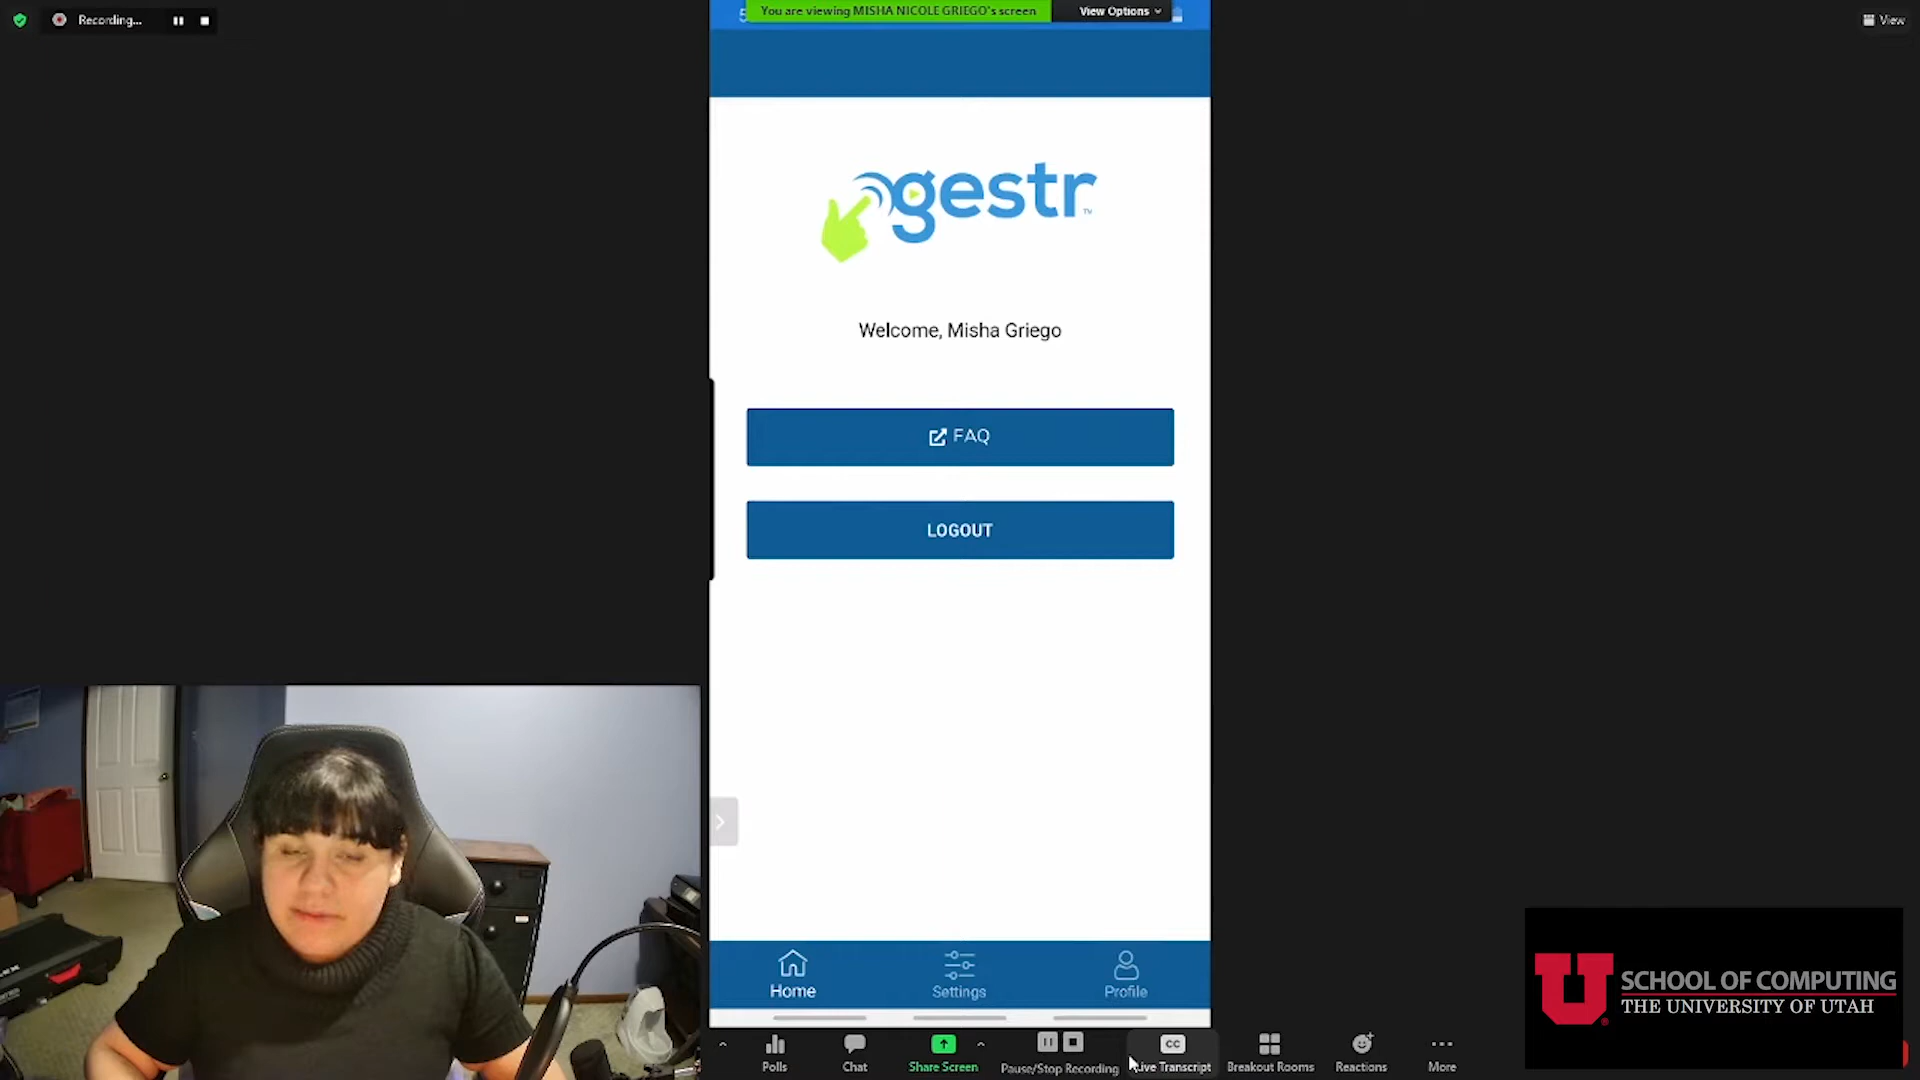 Recording...
You are viewing MISHA NICOLE GRIEGO's screen
View Options
View
gestr
TV
Welcome, Misha Griego
FAQ
LOGOUT
Home
Settings
Profile
Polls
Chat
Share Screen
Pause/Stop Recording
CC
Live Transcript
Breakout Rooms
Reactions
More
U
SCHOOL OF COMPUTING
THE UNIVERSITY OF UTAH